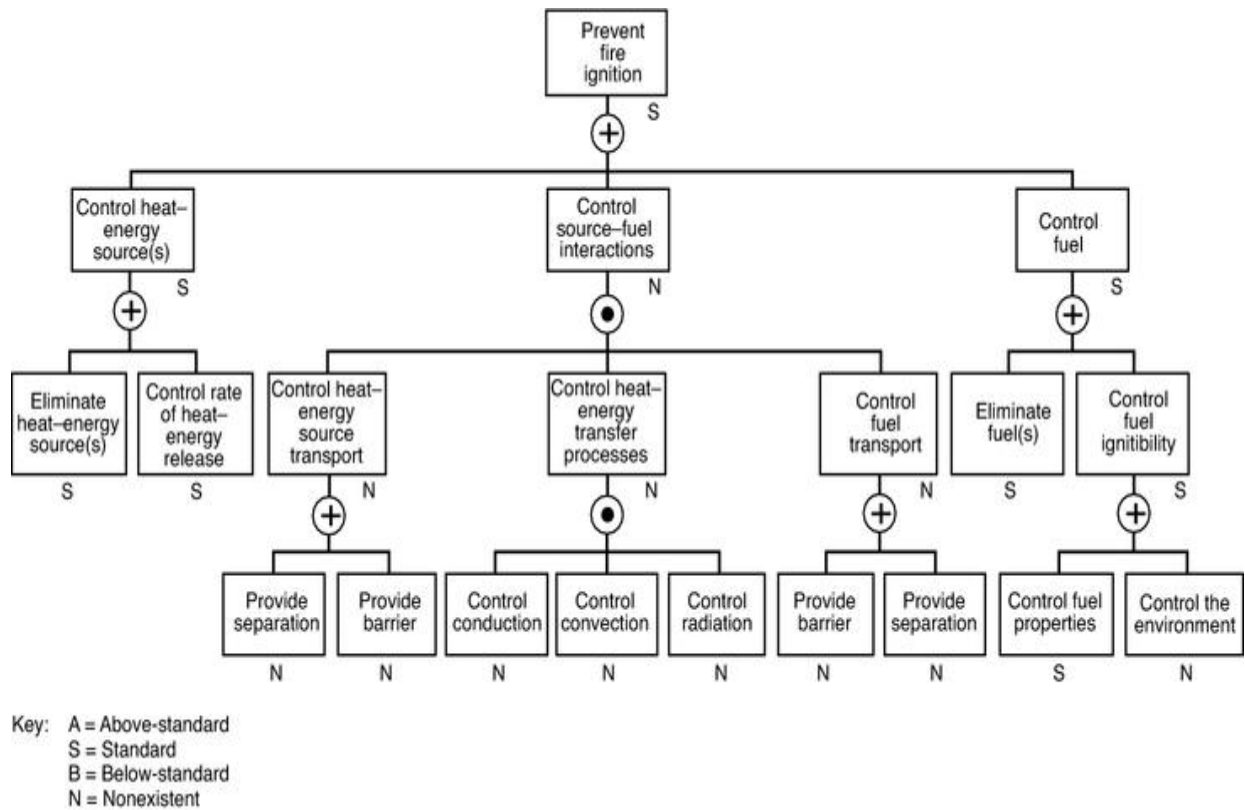 Prevent
fire
ignition
S
+
Control heat–
energy
source(s)
S
+
Control
source–fuel
interactions
N
Control
fuel
S
+
Eliminate
heat–energy
source(s)
S
Control rate
of heat–
energy
release
S
Control heat–
energy
source
transport
N
+
Control heat–
energy
transfer
processes
N
Control
fuel
transport
N
+
Eliminate
fuel(s)
S
Control
fuel
ignitibility
S
+
Provide
separation
N
Provide
barrier
N
Control
conduction
N
Control
convection
N
Control
radiation
N
Provide
barrier
N
Provide
separation
N
Control fuel
properties
S
Control the
environment
N
Key: A = Above-standard
S = Standard
B = Below-standard
N = Nonexistent